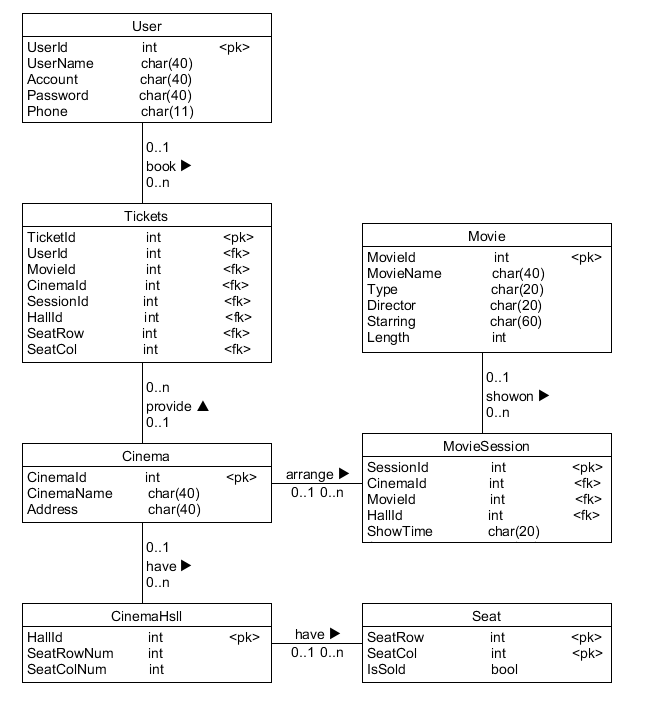 User
UserId int <pk>
UserName char(40)
Account char(40)
Password char(40)
Phone char(11)
0..1
book ▶
0..n
Tickets
TicketId int <pk>
UserId int <fk>
MovieId int <fk>
CinemaId int <fk>
SessionId int <fk>
HallId int <fk>
SeatRow int <fk>
SeatCol int <fk>
Movie
MovieId int <pk>
MovieName char(40)
Type char(20)
Director char(20)
Starring char(60)
Length int
0..n
provide ▲
0..1
0..1
showon ▶
0..n
Cinema
CinemaId int <pk>
CinemaName char(40)
Address char(40)
arrange ▶
0..1 0..n
MovieSession
SessionId int <pk>
CinemaId int <fk>
MovieId int <fk>
HallId int <fk>
ShowTime char(20)
0..1
have ▶
0..n
CinemaHsll
HallId int <pk>
SeatRowNum int
SeatColNum int
have ▶
0..1 0..n
Seat
SeatRow int <pk>
SeatCol int <pk>
IsSold bool